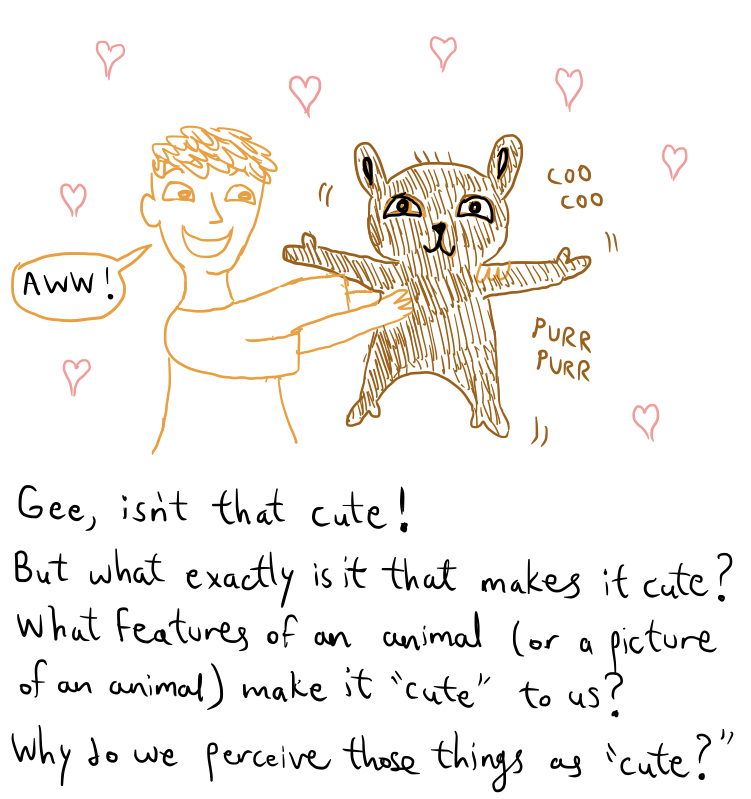 COO
COO
AWW!
PURR
PURR
Gee, isn't that cute!
But what exactly is it that makes it cute?
What features of an animal (or a picture
of an animal) make it "cute" to us?
Why do we perceive those things as "cute?"